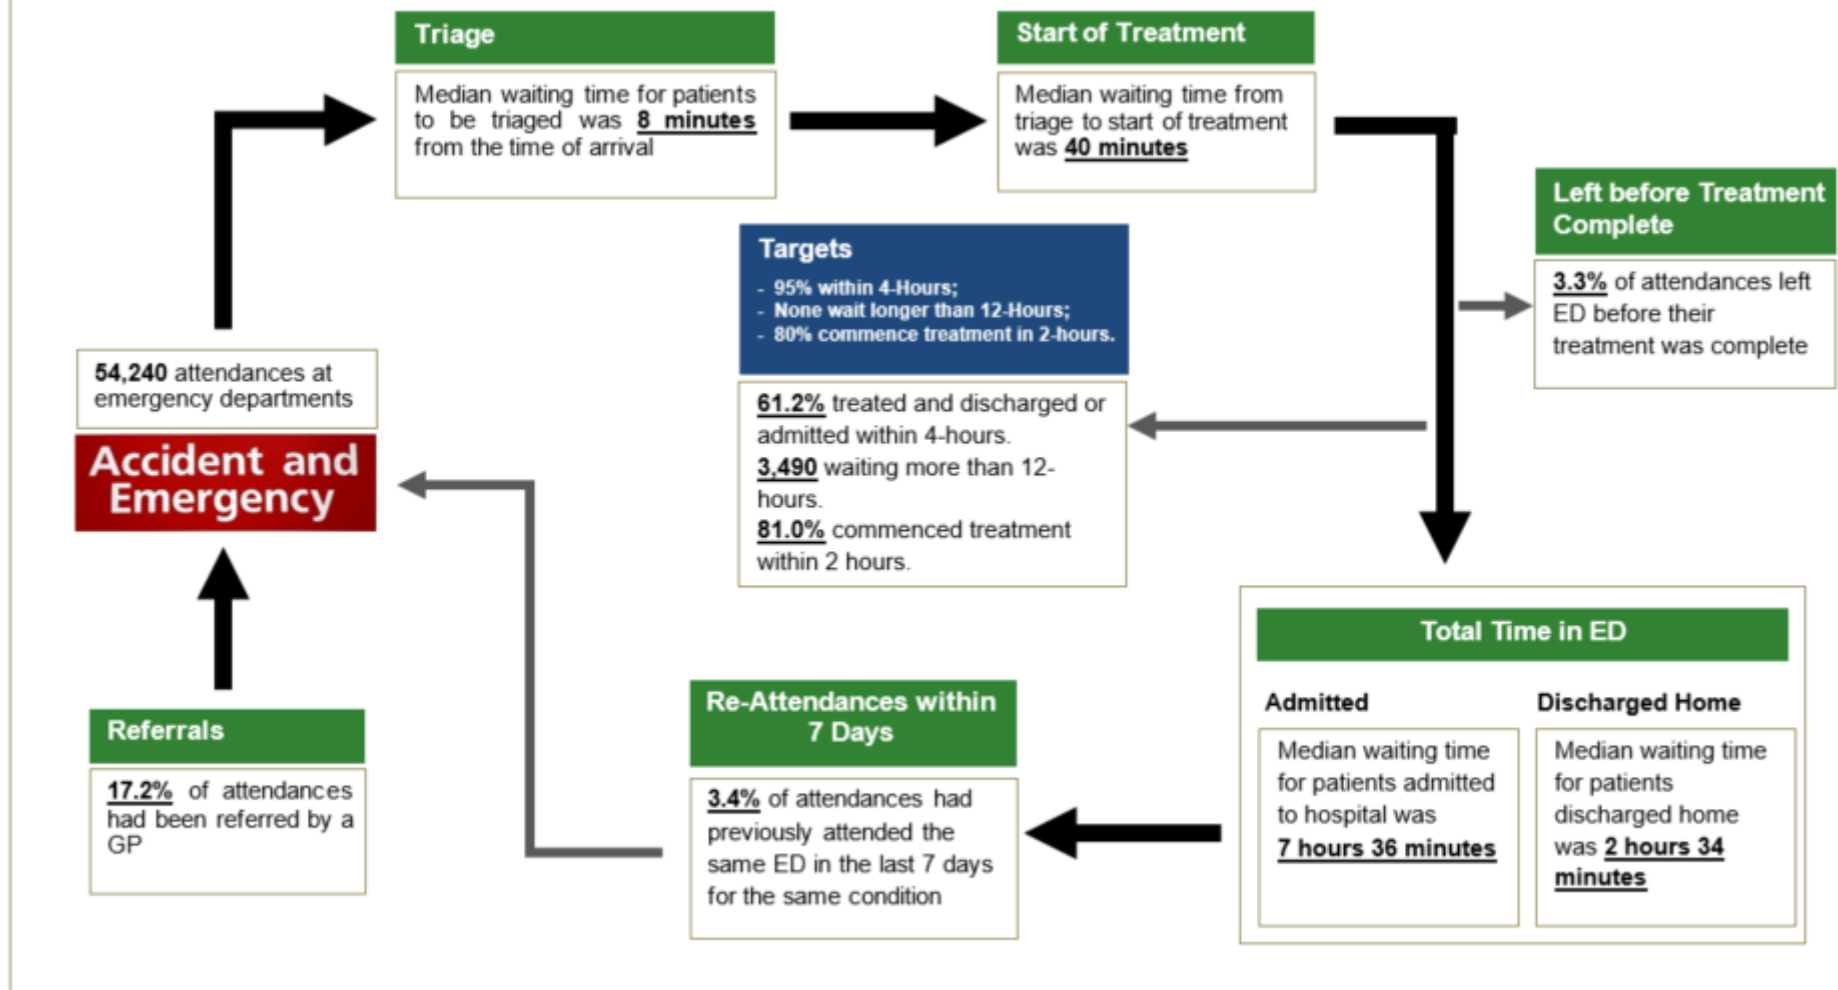 Triage
Median waiting time for patients
to be triaged was 8 minutes
from the time of arrival
Start of Treatment
Median waiting time from
triage to start of treatment
was 40 minutes
Left before Treatment
Complete
3.3% of attendances left
ED before their
treatment was complete
Targets
- 95% within 4-Hours;
- None wait longer than 12-Hours;
- 80% commence treatment in 2-hours.
61.2% treated and discharged or
admitted within 4-hours.
3,490 waiting more than 12-
hours.
81.0% commenced treatment
within 2 hours.
54,240 attendances at
emergency departments
Accident and
Emergency
Referrals
17.2% of attendances
had been referred by a
GP
Re-Attendances within
7 Days
3.4% of attendances had
previously attended the
same ED in the last 7 days
for the same condition
Total Time in ED
Admitted
Median waiting time
for patients admitted
to hospital was
7 hours 36 minutes
Discharged Home
Median waiting time
for patients
discharged home
was 2 hours 34
minutes